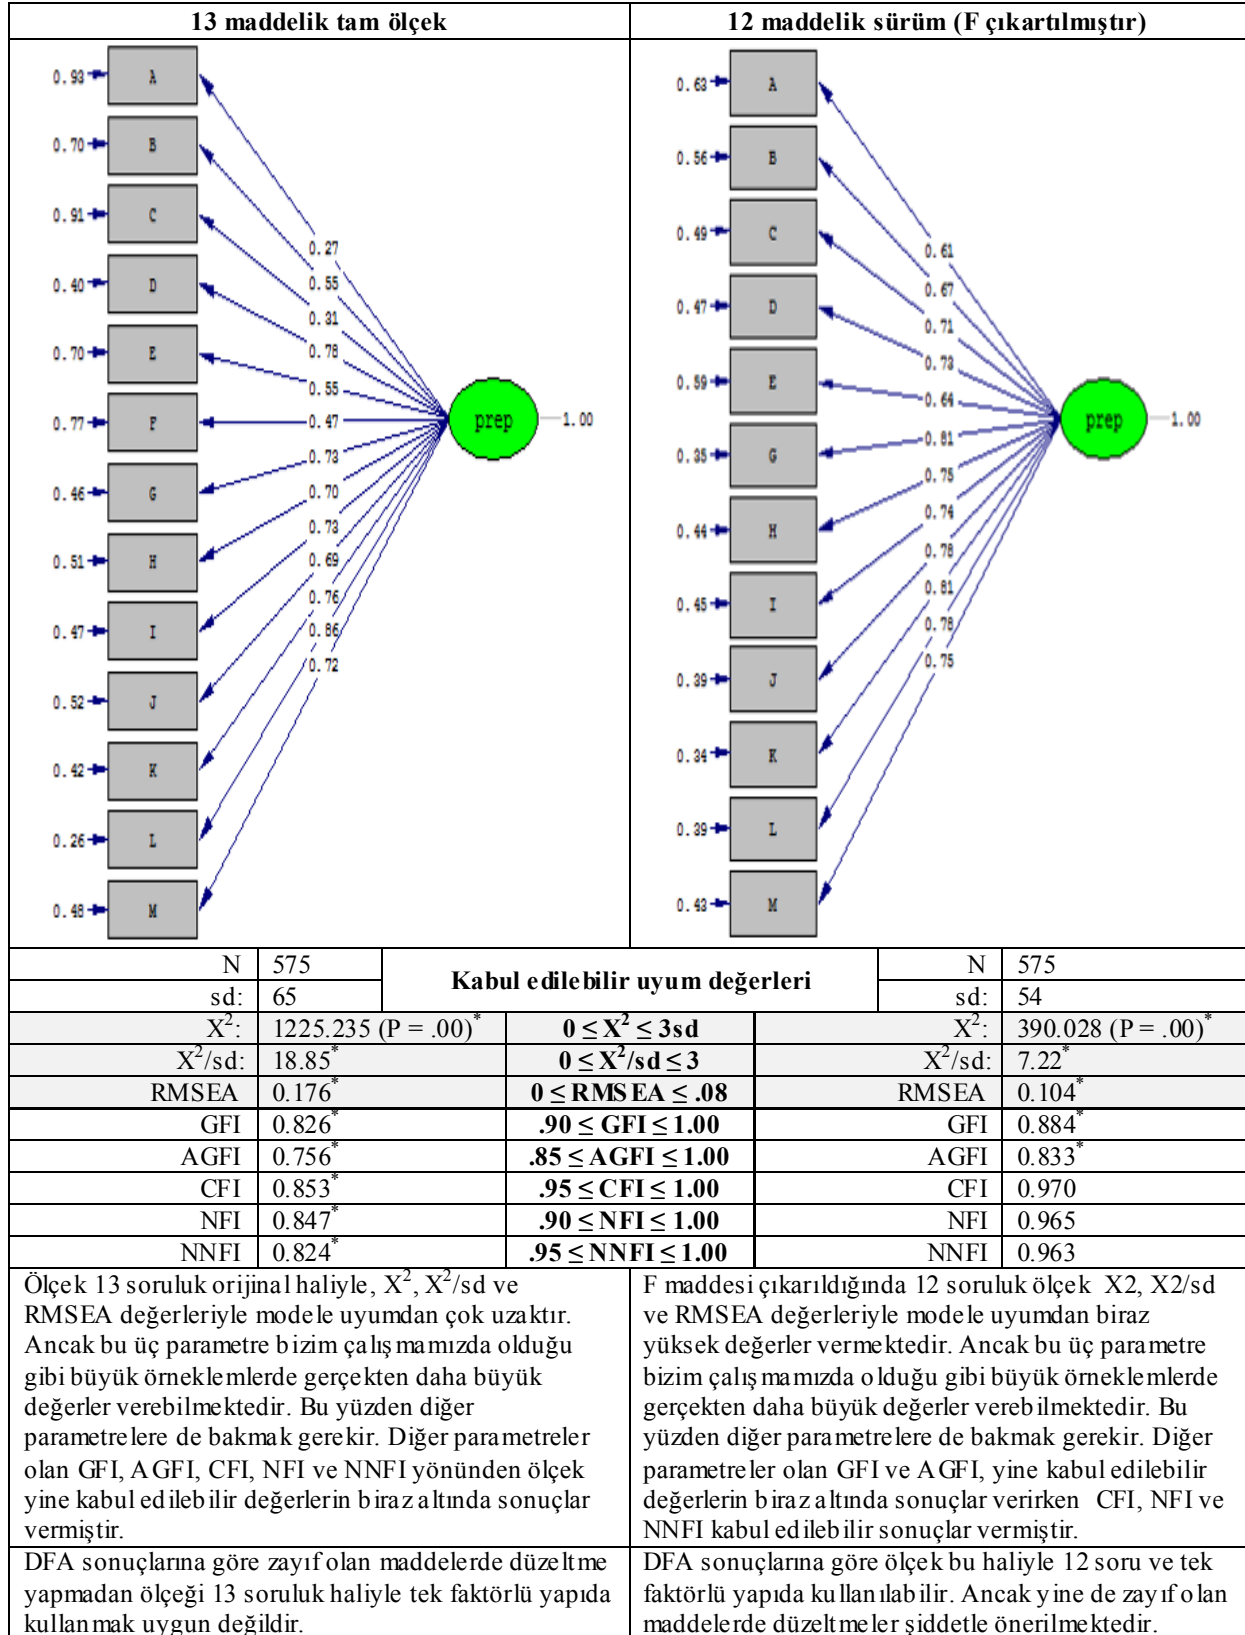 13 maddelik tam ölçek
12 maddelik sürüm (F çıkartılmıştır)
0.93 A
0.70 B
0.91 C
0.40 D
0.70 E
0.77 F
0.46 G
0.51 H
0.47 I
0.52 J
0.42 K
0.26 L
0.48 M
0.27
0.55
0.31
0.78
0.55
0.47
0.73
0.70
0.73
0.69
0.76
0.86
0.72
prep 1.00
0.63 A
0.56 B
0.49 C
0.47 D
0.59 E
0.35 G
0.44 H
0.45 I
0.39 J
0.34 K
0.39 L
0.43 M
0.61
0.67
0.71
0.73
0.64
0.81
0.75
0.74
0.78
0.81
0.78
0.75
prep 1.00
N 575 Kabul edilebilir uyum değerleri N 575
sd: 65 sd: 54
X²: 1225.235 (P = .00)* 0 ≤ X² ≤ 3sd X²: 390.028 (P = .00)*
X²/sd: 18.85* 0 ≤ X²/sd ≤ 3 X²/sd: 7.22*
RMSEA 0.176* 0 ≤ RMSEA ≤ .08 RMSEA 0.104*
GFI 0.826* .90 ≤ GFI ≤ 1.00 GFI 0.884*
AGFI 0.756* .85 ≤ AGFI ≤ 1.00 AGFI 0.833*
CFI 0.853* .95 ≤ CFI ≤ 1.00 CFI 0.970
NFI 0.847* .90 ≤ NFI ≤ 1.00 NFI 0.965
NNFI 0.824* .95 ≤ NNFI ≤ 1.00 NNFI 0.963
Ölçek 13 soruluk orijinal haliyle, X², X²/sd ve
RMSEA değerleriyle modele uyumdan çok uzaktır.
Ancak bu üç parametre bizim çalışmamızda olduğu
gibi büyük örneklemlerde gerçekten daha büyük
değerler verebilmektedir. Bu yüzden diğer
parametrelere de bakmak gerekir. Diğer parametreler
olan GFI, AGFI, CFI, NFI ve NNFI yönünden ölçek
yine kabul edilebilir değerlerin biraz altında sonuçlar
vermiştir.
F maddesi çıkarıldığında 12 soruluk ölçek X2, X2/sd
ve RMSEA değerleriyle modele uyumdan biraz
yüksek değerler vermektedir. Ancak bu üç parametre
bizim çalışmamızda olduğu gibi büyük örneklemlerde
gerçekten daha büyük değerler verebilmektedir. Bu
yüzden diğer parametrelere de bakmak gerekir. Diğer
parametreler olan GFI ve AGFI, yine kabul edilebilir
değerlerin biraz altında sonuçlar verirken CFI, NFI ve
NNFI kabul edilebilir sonuçlar vermiştir.
DFA sonuçlarına göre zayıf olan maddelerde düzeltme
yapmadan ölçeği 13 soruluk haliyle tek faktörlü yapıda
kullanmak uygun değildir.
DFA sonuçlarına göre ölçek bu haliyle 12 soru ve tek
faktörlü yapıda kullanılabilir. Ancak yine de zayıf olan
maddelerde düzeltmeler şiddetle önerilmektedir.